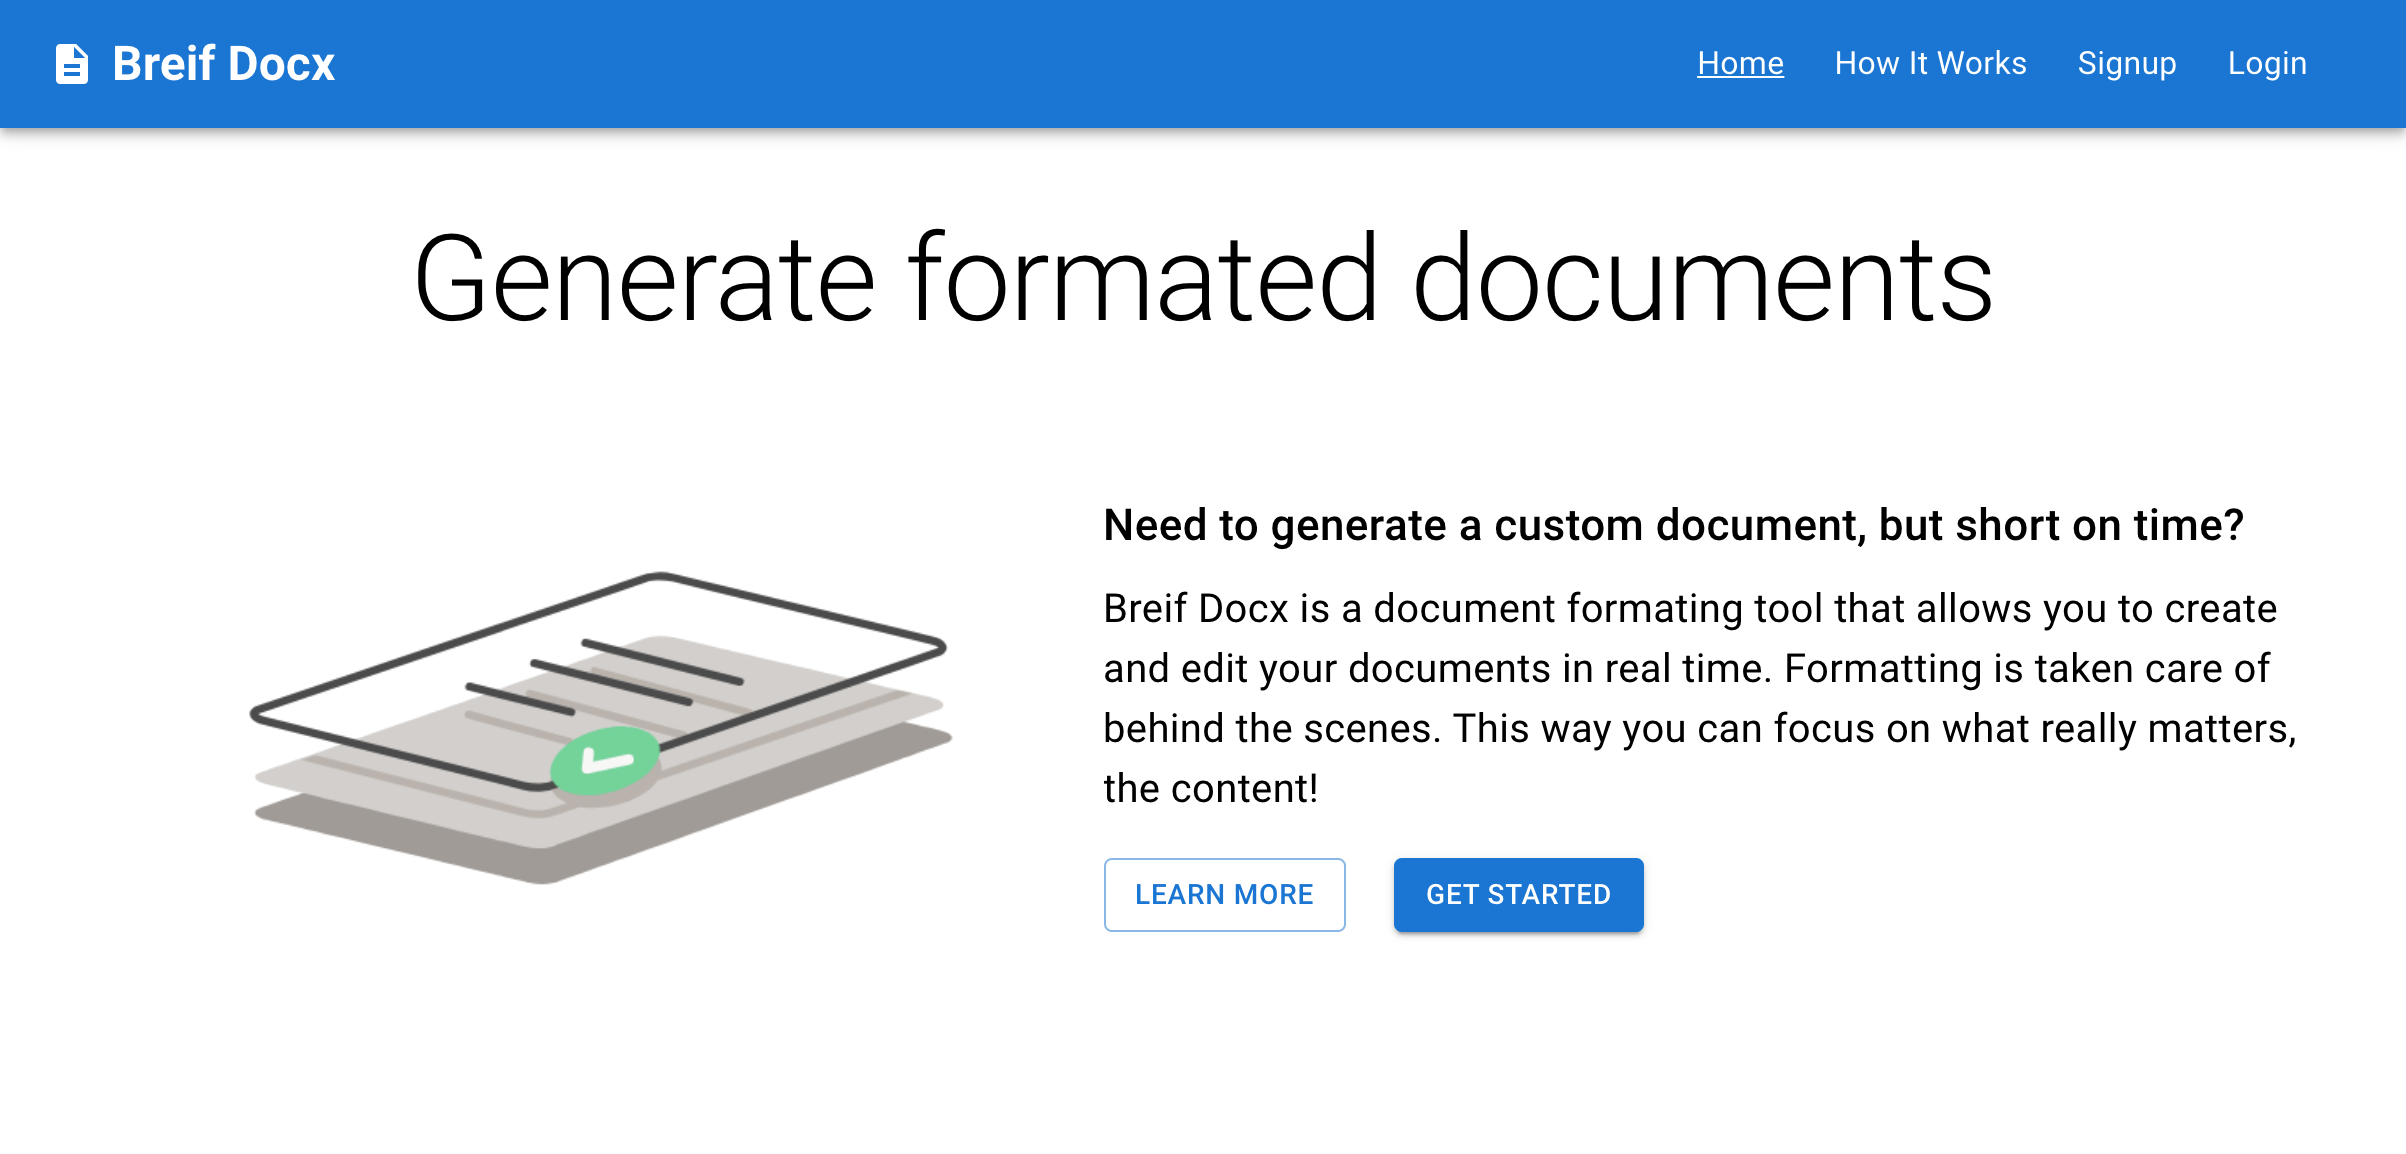 Breif Docx
Home How It Works Signup Login
Generate formated documents
Need to generate a custom document, but short on time?
Breif Docx is a document formating tool that allows you to create
and edit your documents in real time. Formatting is taken care of
behind the scenes. This way you can focus on what really matters,
the content!
LEARN MORE GET STARTED